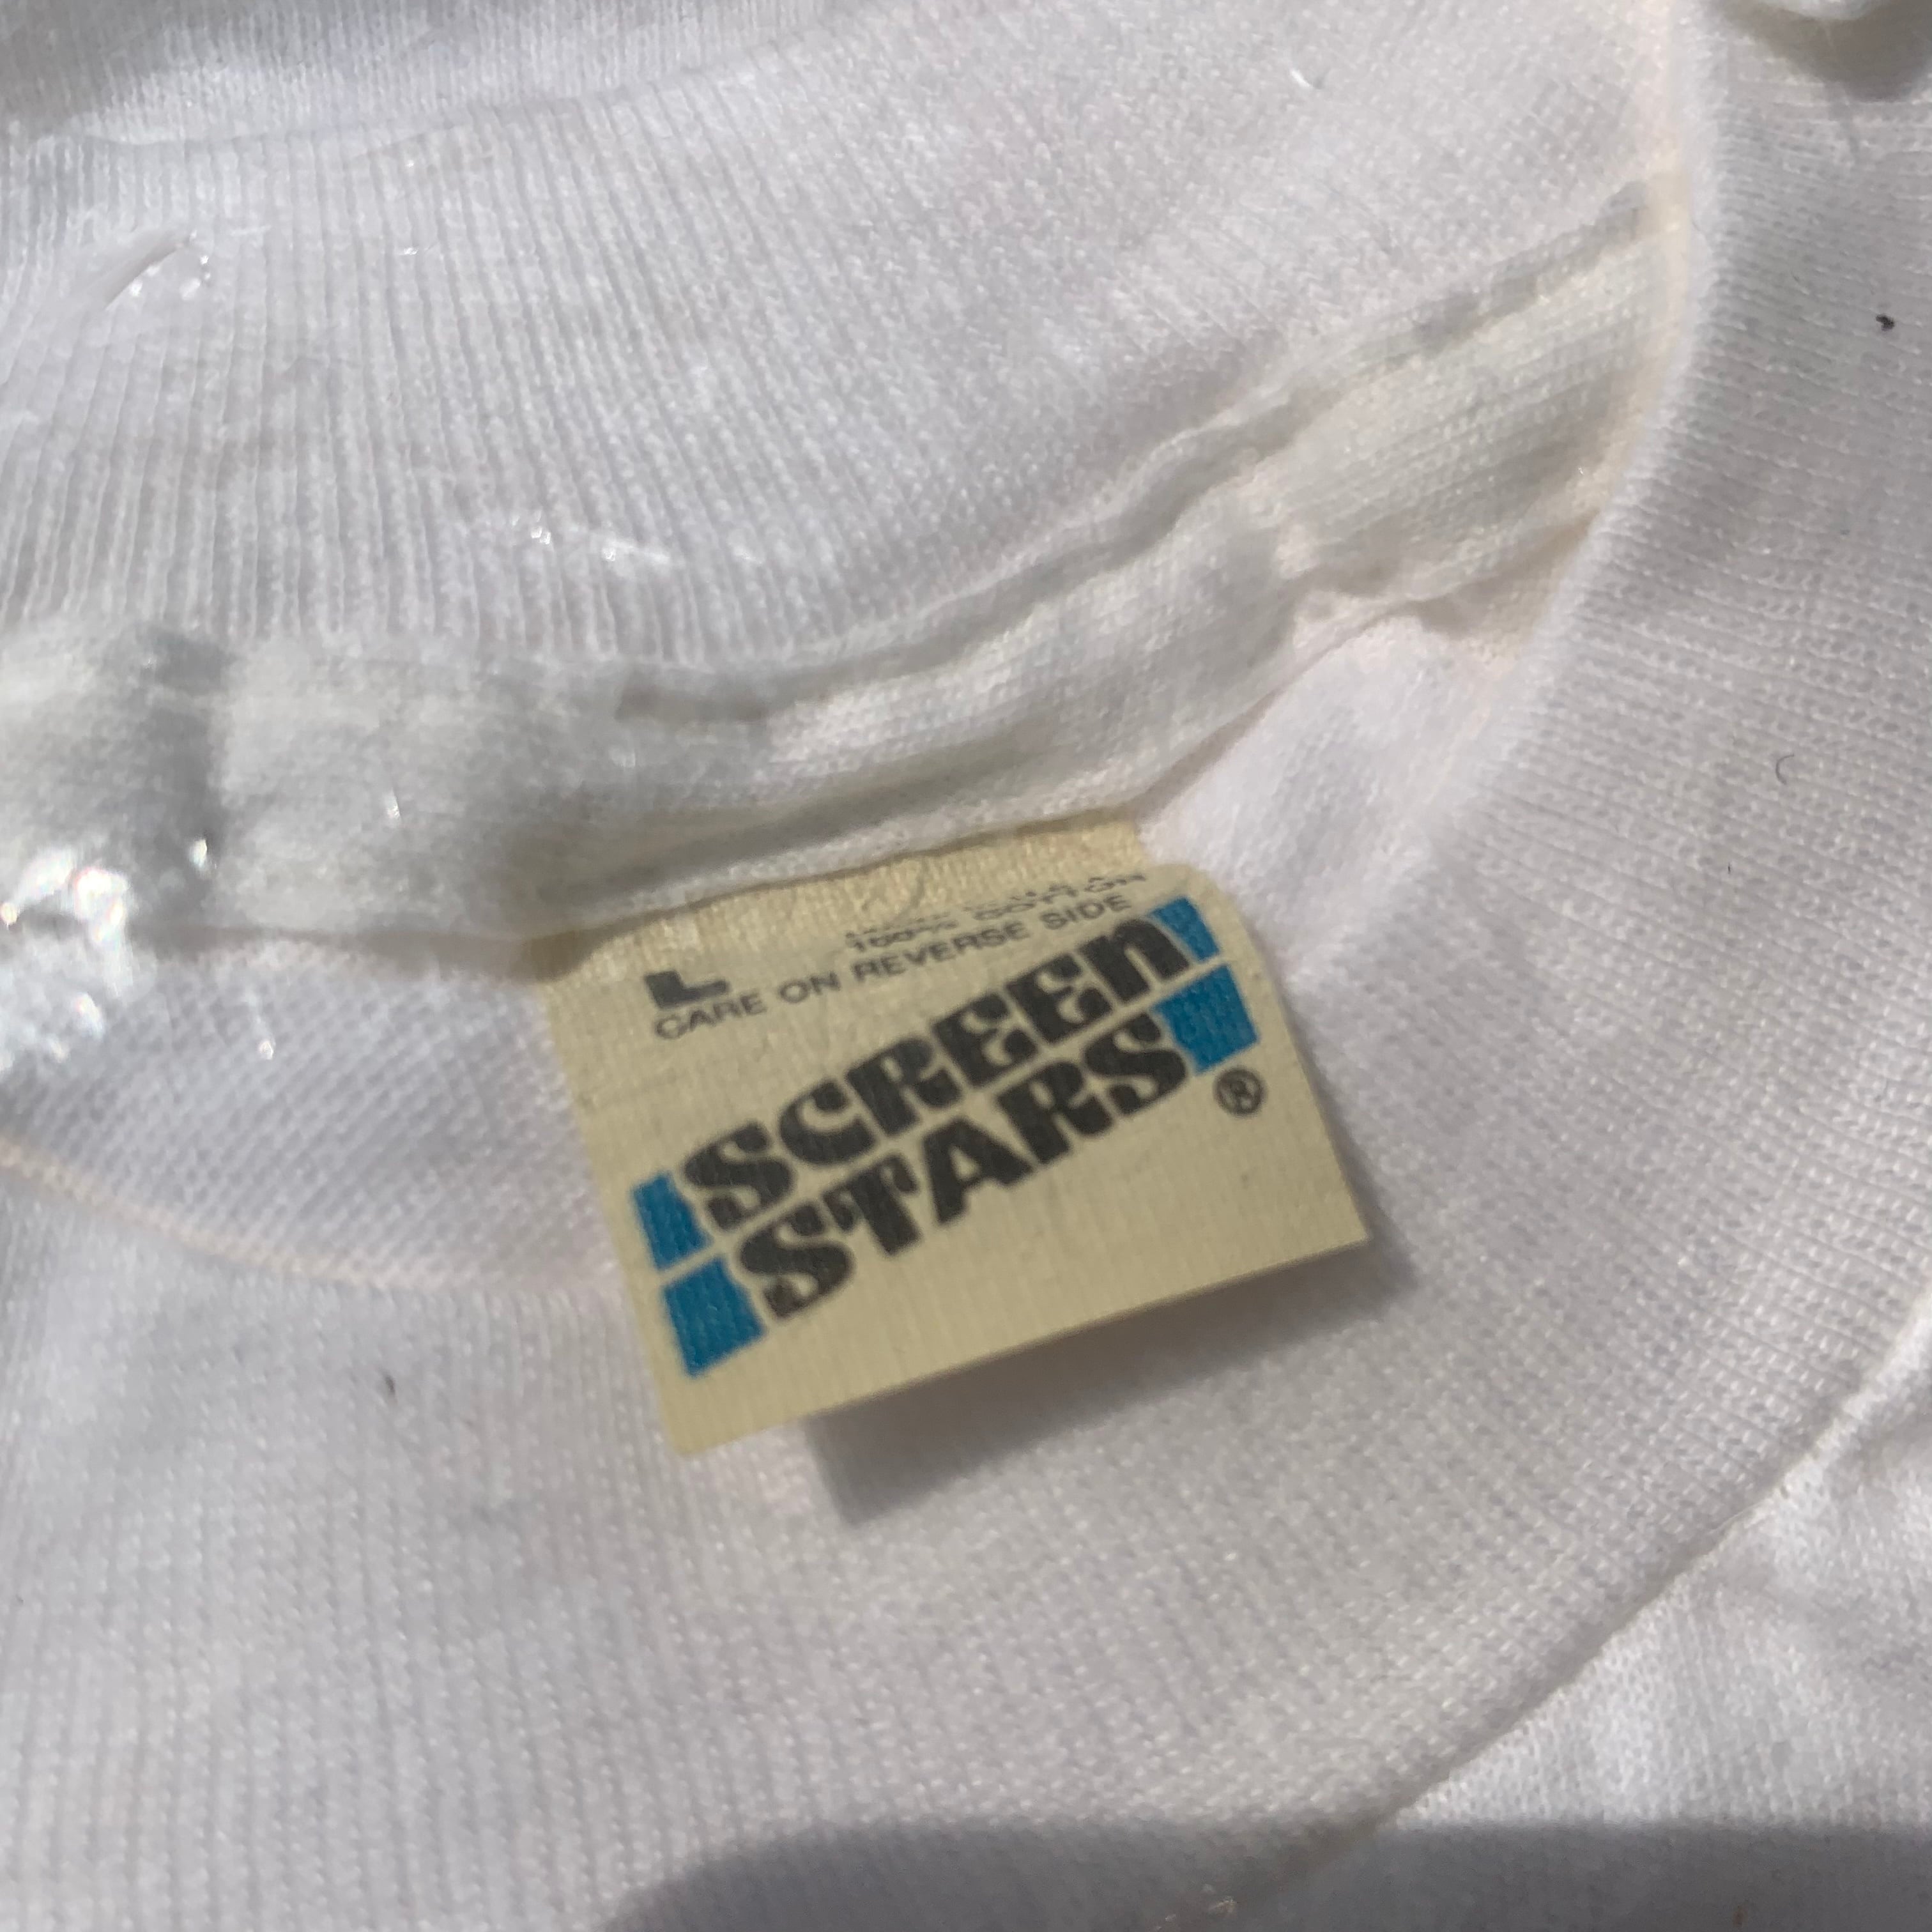 100% COTTON
L
CARE ON REVERSE SIDE
SCREEN
STARS®